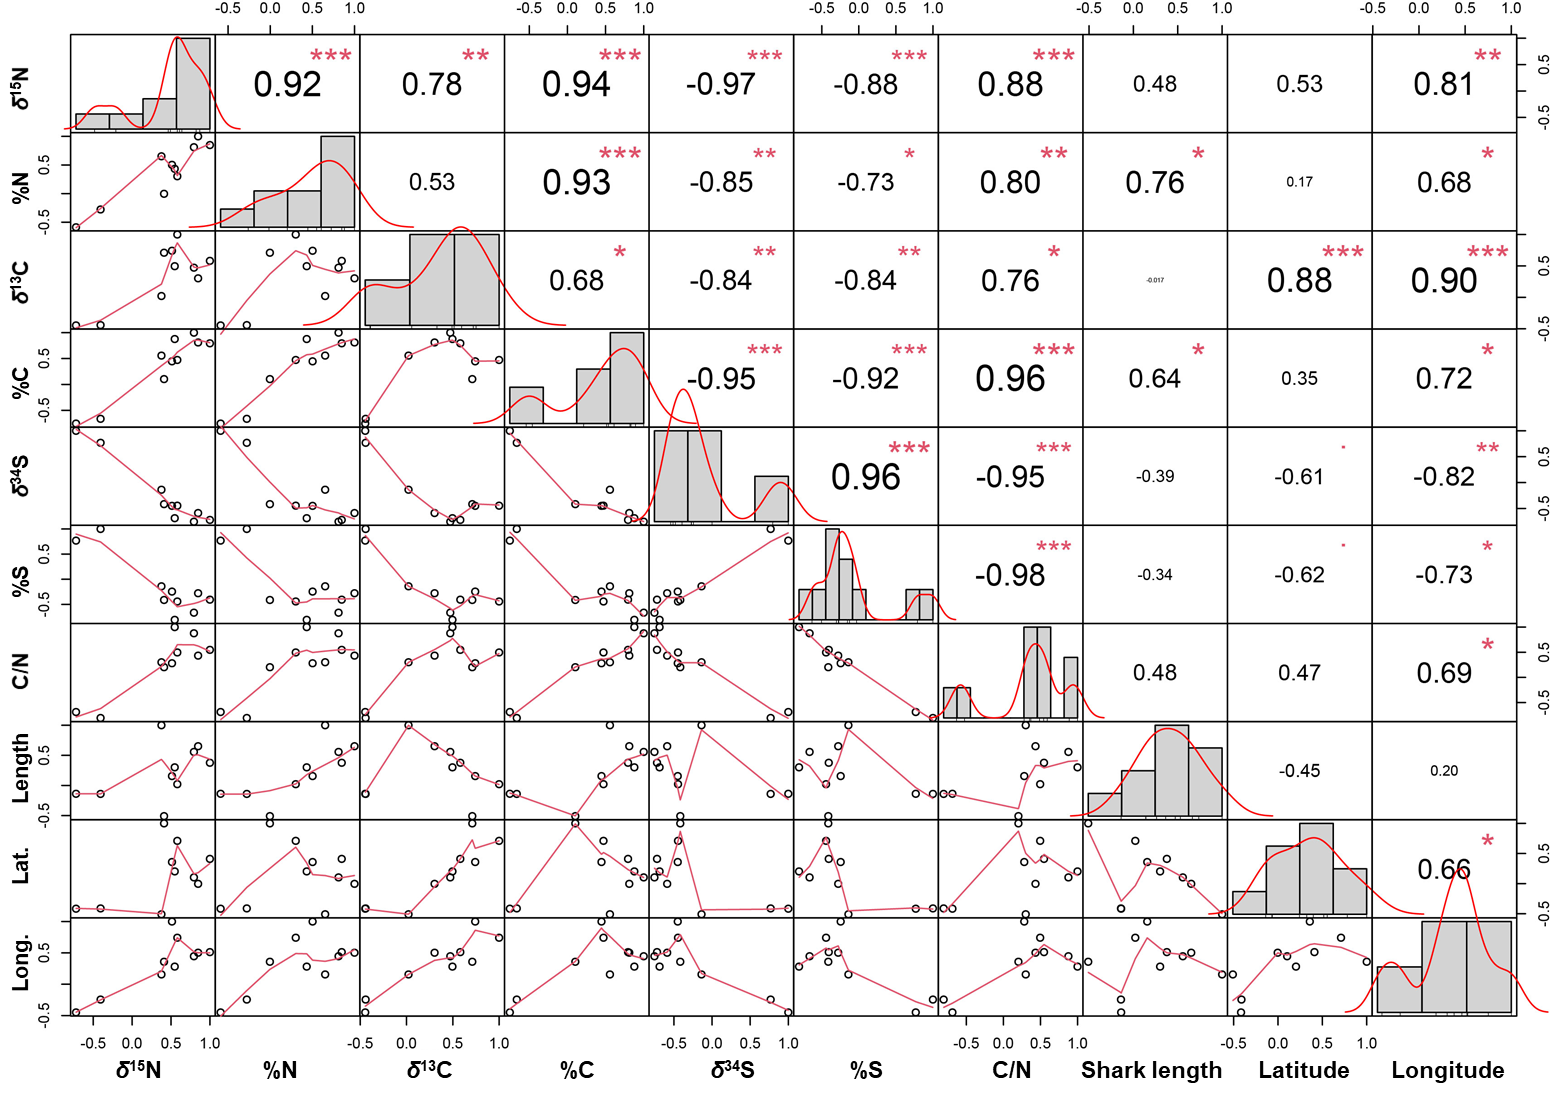 -0.5 0.0 0.5 1.0 -0.5 0.0 0.5 1.0 -0.5 0.0 0.5 1.0 -0.5 0.0 0.5 1.0 -0.5 0.0 0.5 1.0
δ15N *** 0.92 ** 0.78 *** 0.94 *** -0.97 *** -0.88 *** 0.88 0.48 0.53 ** 0.81 -0.5 0.5
%N -0.5 0.5 0.53 *** 0.93 ** -0.85 * -0.73 ** 0.80 * 0.76 0.17 * 0.68
δ13C * 0.68 ** -0.84 ** -0.84 * 0.76 -0.017 *** 0.88 *** 0.90 -0.5 0.5
%C -0.5 0.5 *** -0.95 *** -0.92 *** 0.96 * 0.64 0.35 * 0.72
δ34S *** 0.96 *** -0.95 -0.39 . -0.61 ** -0.82 -0.5 0.5
%S -0.5 0.5 *** -0.98 -0.34 . -0.62 * -0.73
C/N 0.48 0.47 * 0.69 -0.5 0.5
Length -0.5 0.5 -0.45 0.20
Lat. * 0.66 -0.5 0.5
Long. -0.5 0.5
-0.5 0.0 0.5 1.0 -0.5 0.0 0.5 1.0 -0.5 0.0 0.5 1.0 -0.5 0.0 0.5 1.0 -0.5 0.0 0.5 1.0
δ15N %N δ13C %C δ34S %S C/N Shark length Latitude Longitude